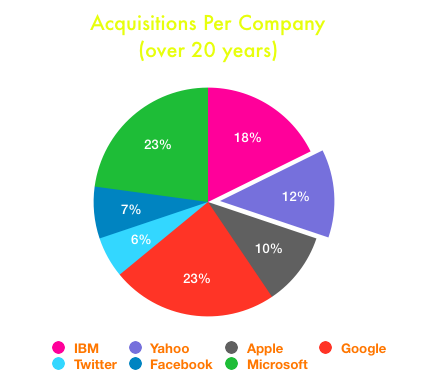 Acquisitions Per Company
(over 20 years)
23%
18%
12%
7%
6%
10%
23%
IBM Yahoo Apple Google
Twitter Facebook Microsoft